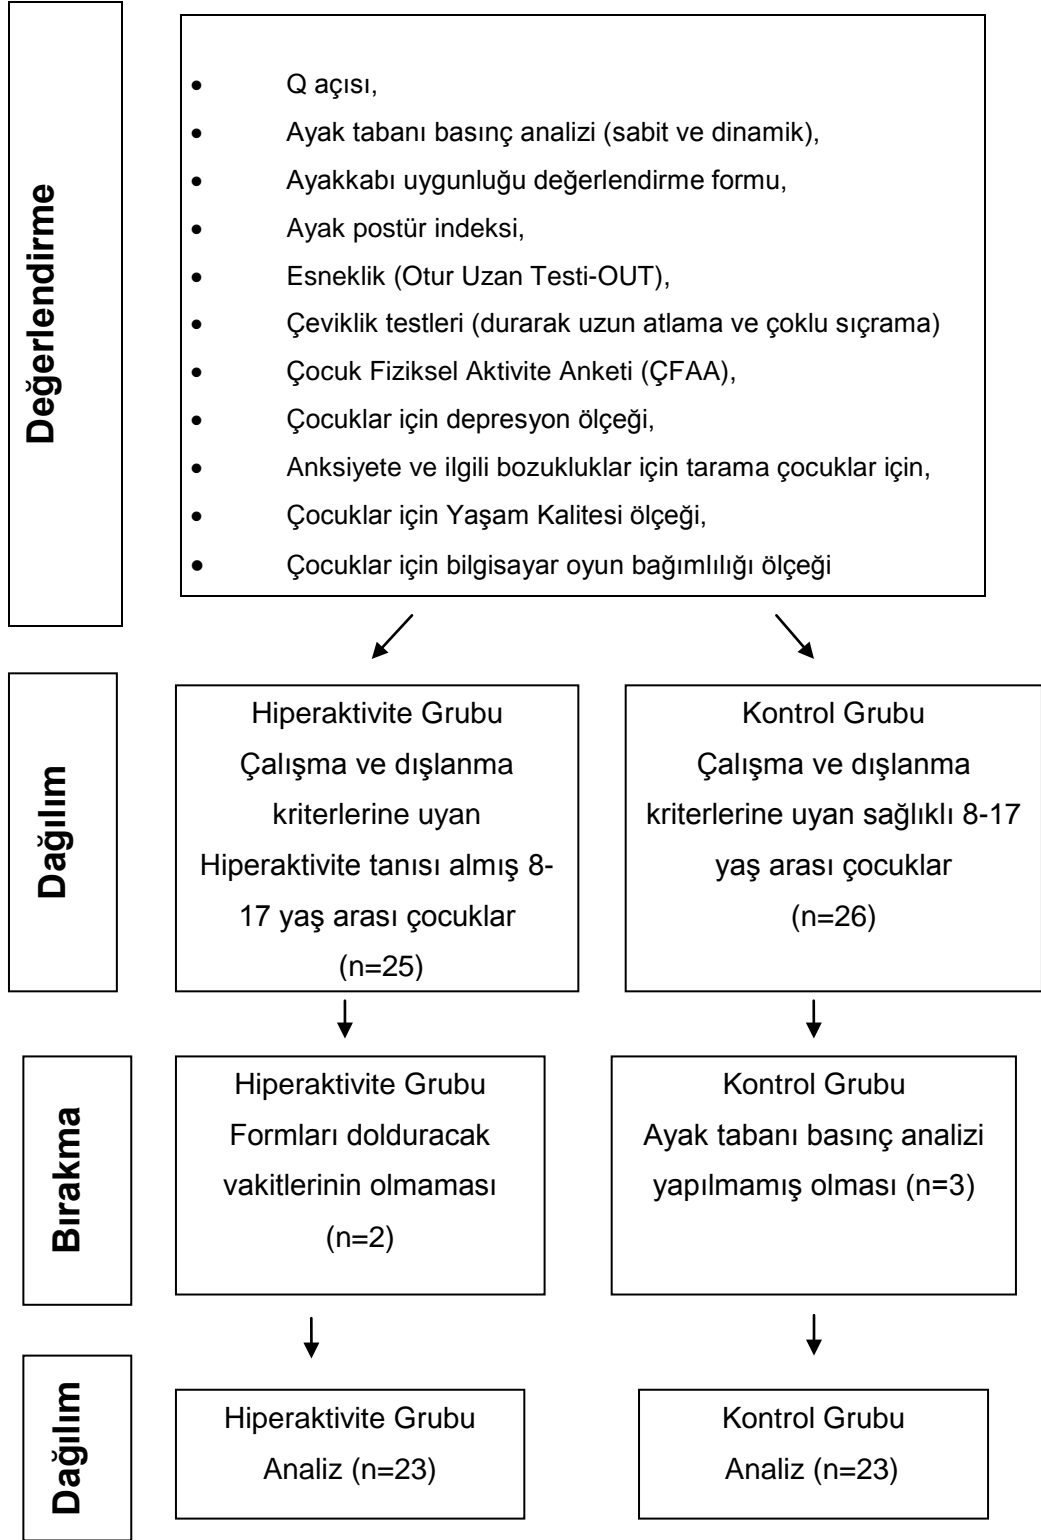 Değerlendirme
• Q açısı,
• Ayak tabanı basınç analizi (sabit ve dinamik),
• Ayakkabı uygunluğu değerlendirme formu,
• Ayak postür indeksi,
• Esneklik (Otur Uzan Testi-OUT),
• Çeviklik testleri (durarak uzun atlama ve çoklu sıçrama)
• Çocuk Fiziksel Aktivite Anketi (ÇFAA),
• Çocuklar için depresyon ölçeği,
• Anksiyete ve ilgili bozukluklar için tarama çocuklar için,
• Çocuklar için Yaşam Kalitesi ölçeği,
• Çocuklar için bilgisayar oyun bağımlılığı ölçeği
Dağılım
Hiperaktivite Grubu
Çalışma ve dışlanma
kriterlerine uyan
Hiperaktivite tanısı almış 8-
17 yaş arası çocuklar
(n=25)
Kontrol Grubu
Çalışma ve dışlanma
kriterlerine uyan sağlıklı 8-17
yaş arası çocuklar
(n=26)
Bırakma
Hiperaktivite Grubu
Formları dolduracak
vakitlerinin olmaması
(n=2)
Kontrol Grubu
Ayak tabanı basınç analizi
yapılmamış olması (n=3)
Dağılım
Hiperaktivite Grubu
Analiz (n=23)
Kontrol Grubu
Analiz (n=23)